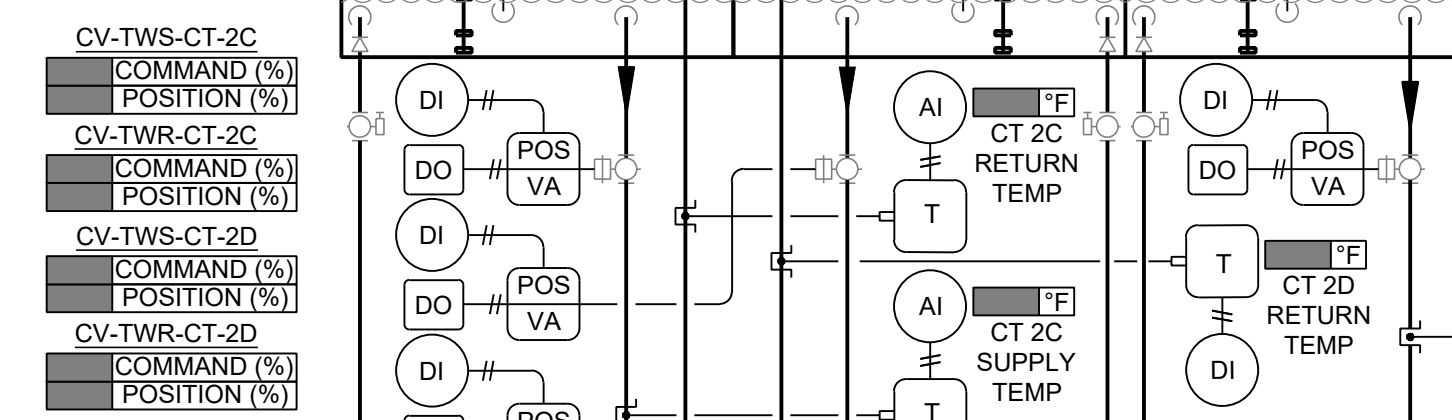 CV-TWS-CT-2C
COMMAND (%)
POSITION (%)
CV-TWR-CT-2C
COMMAND (%)
POSITION (%)
CV-TWS-CT-2D
COMMAND (%)
POSITION (%)
CV-TWR-CT-2D
COMMAND (%)
POSITION (%)
DI
DO
POS
VA
DI
DO
POS
VA
DI
POS
AI
°F
CT 2C
RETURN
TEMP
T
AI
°F
CT 2C
SUPPLY
TEMP
T
DI
DO
POS
VA
T
°F
CT 2D
RETURN
TEMP
DI